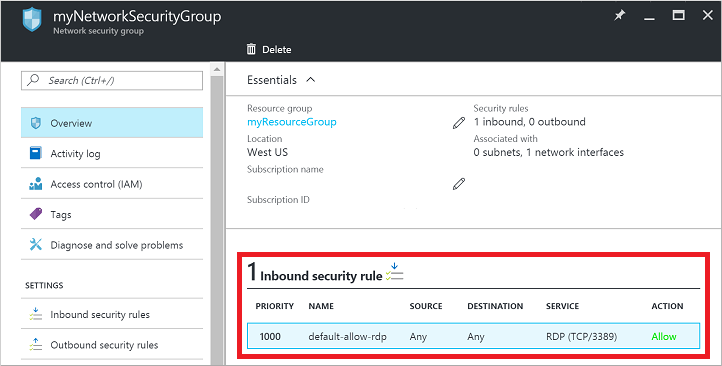 myNetworkSecurityGroup
Network security group
Delete
Search (Ctrl+/)
Overview
Activity log
Access control (IAM)
Tags
Diagnose and solve problems
SETTINGS
Inbound security rules
Outbound security rules
Essentials
Resource group
myResourceGroup
Location
West US
Subscription name
Subscription ID
Security rules
1 inbound, 0 outbound
Associated with
0 subnets, 1 network interfaces
1 Inbound security rule
PRIORITY NAME SOURCE DESTINATION SERVICE ACTION
1000 default-allow-rdp Any Any RDP (TCP/3389) Allow